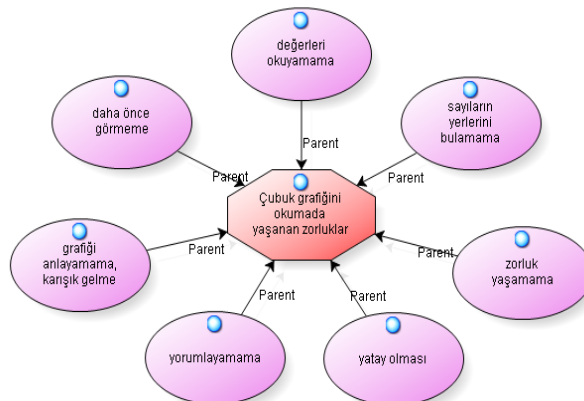 değerleri
okuyamama
daha önce
görmeme
sayıların
yerlerini
bulamama
Parent
Parent
Parent
Çubuk grafiğini
okumada
yaşanan zorluklar
grafiği
anlayamama,
karışık gelme
Parent
Parent
zorluk
yaşamama
Parent
Parent
yorumlayamama
yatay olması